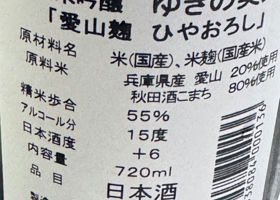 吟醸 ゆきの美
「愛山麹 ひやおろし」
原材料名 米(国産)、米麹(国産米)
原料米 兵庫県産 愛山 20%使用
秋田酒こまち 80%使用
精米歩合 55%
アルコール分 15度
日本酒度 +6
内容量 720ml
品目 日本酒